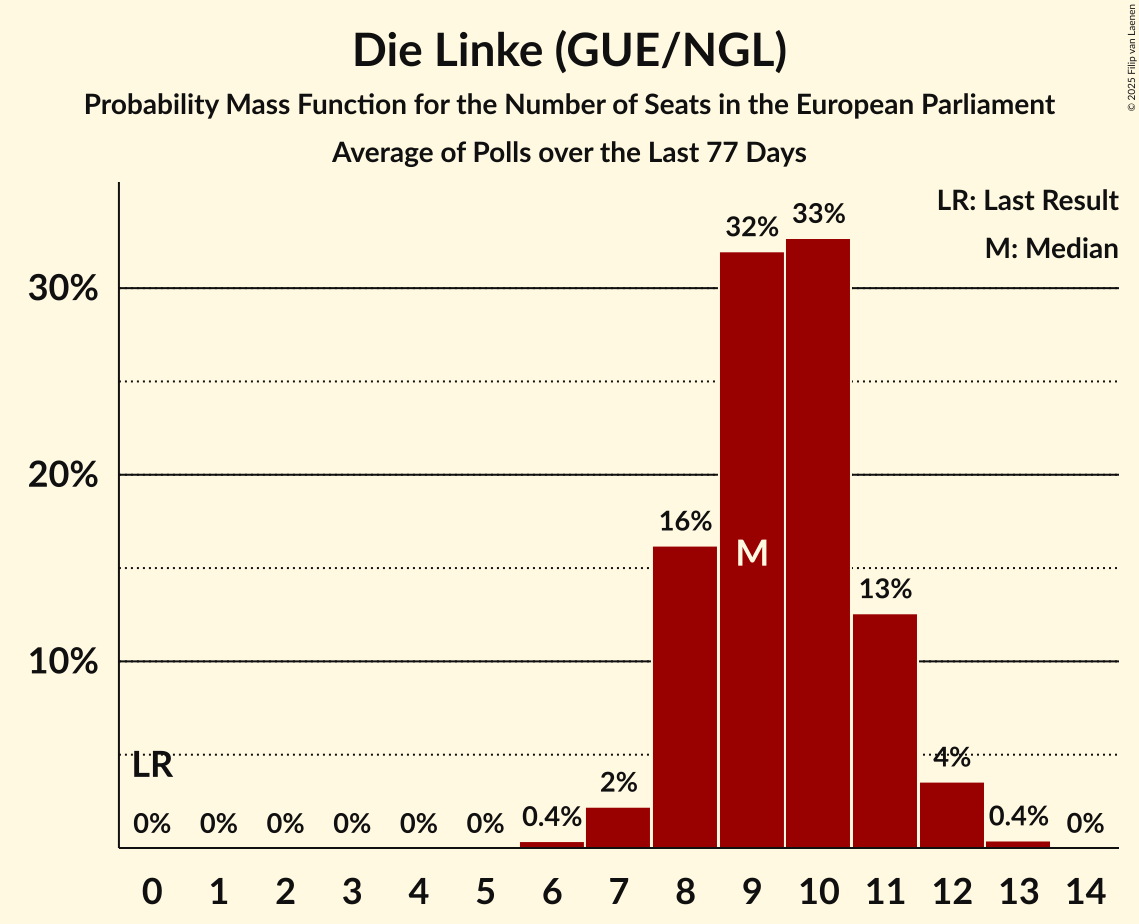 Die Linke (GUE/NGL)
Probability Mass Function for the Number of Seats in the European Parliament
Average of Polls over the Last 77 Days
© 2025 Filip van Laenen
LR: Last Result
M: Median
33%
32%
30%
20%
16%
M
13%
10%
LR
4%
2%
0% 0% 0% 0% 0% 0% 0.4% 0.4% 0%
0 1 2 3 4 5 6 7 8 9 10 11 12 13 14